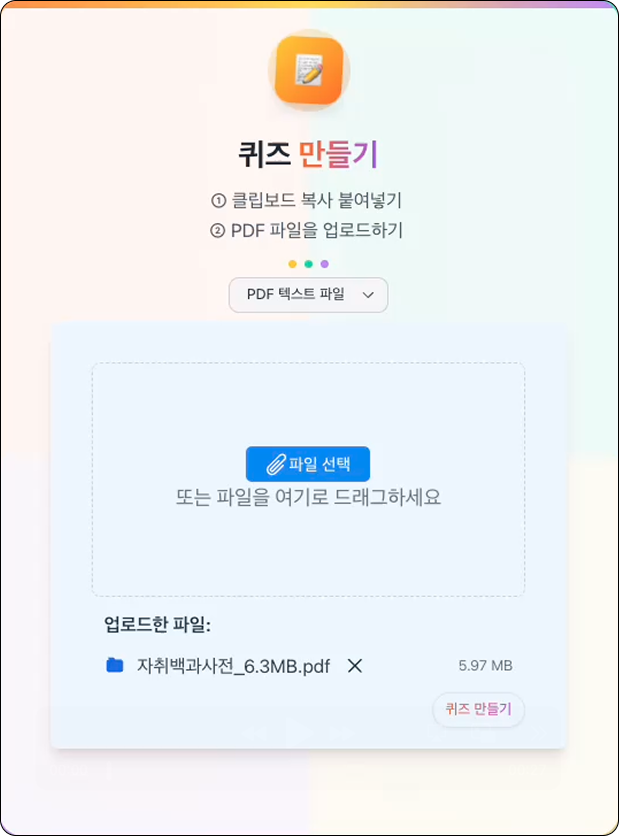 퀴즈 만들기
① 클립보드 복사 붙여넣기
② PDF 파일을 업로드하기
PDF 텍스트 파일
파일 선택
또는 파일을 여기로 드래그하세요
업로드한 파일:
자취백과사전_6.3MB.pdf 5.97 MB
퀴즈 만들기